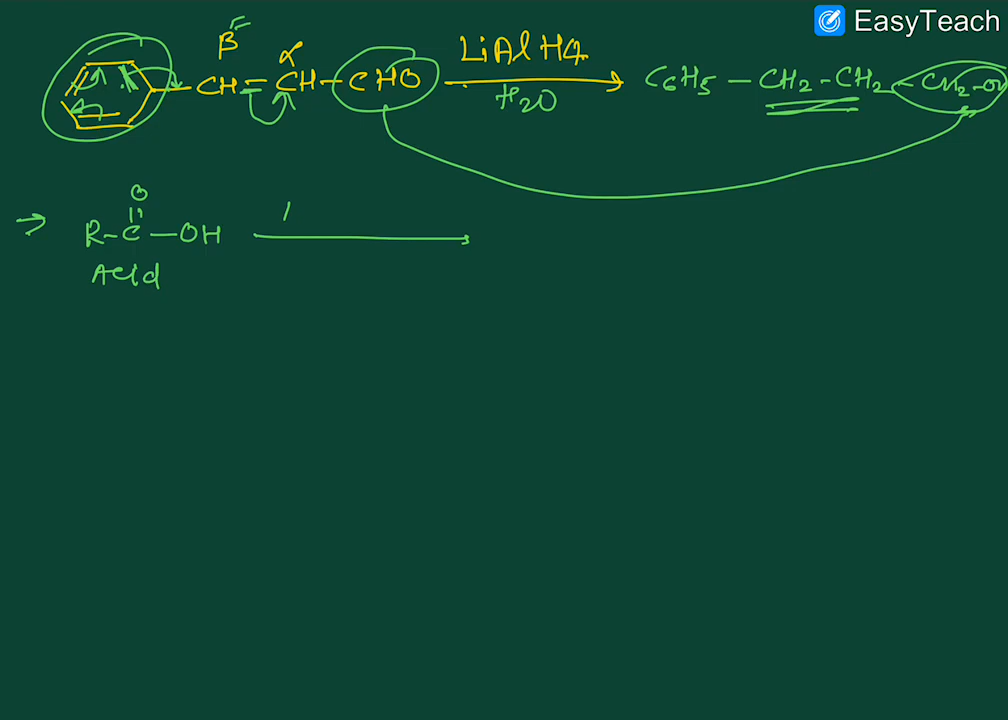 EasyTeach
β α
CH=CH-CHO LiAlH4 C6H5-CH2-CH2-CH2-OH
H2O
O
R-C-OH
Acid